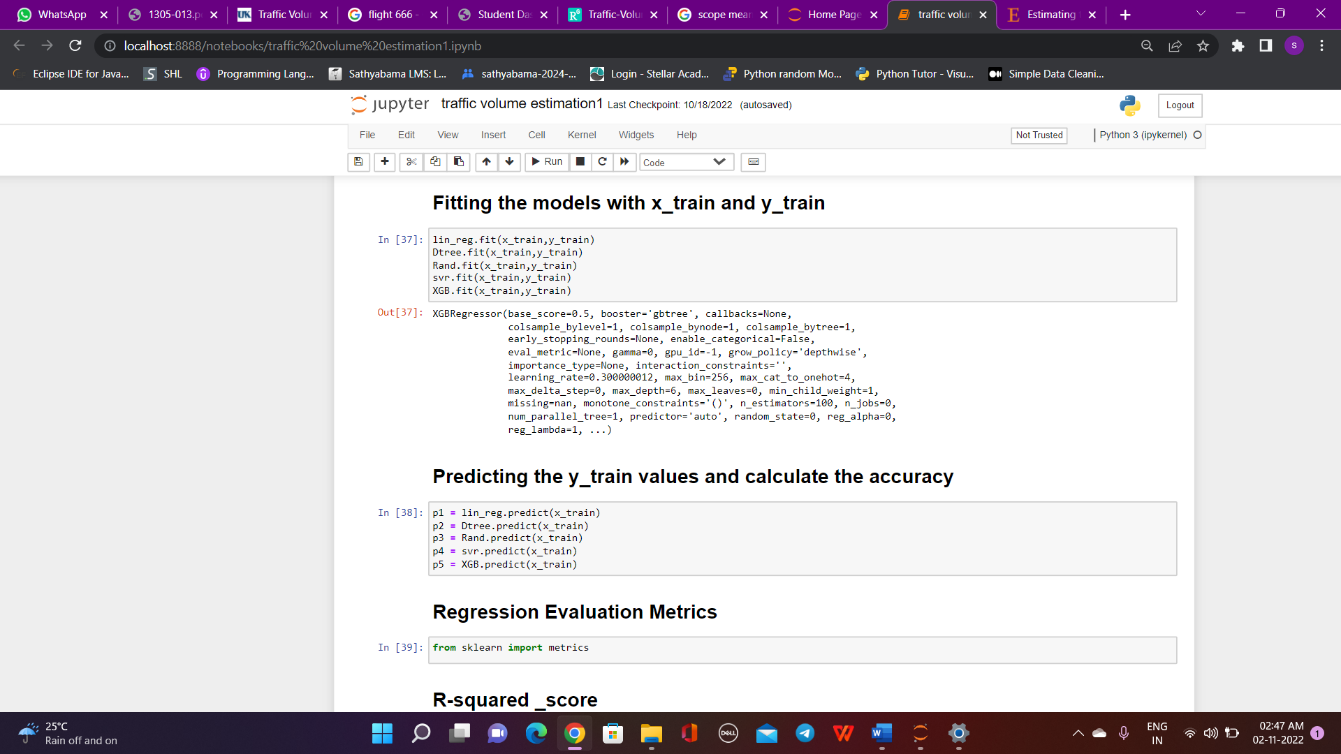 WhatsApp
1305-013.p
Traffic Volur
flight 666 -
Student Da
Traffic-Volu
scope mear
Home Page
traffic volur
Estimating
localhost:8888/notebooks/traffic%20volume%20estimation1.ipynb
S
Eclipse IDE for Java...
SHL
Programming Lang...
Sathyabama LMS: L...
sathyabama-2024-...
Login - Stellar Acad...
Python random Mo...
Python Tutor - Visu...
Simple Data Cleani...
jupyter traffic volume estimation1 Last Checkpoint: 10/18/2022 (autosaved)
Logout
File Edit View Insert Cell Kernel Widgets Help
Not Trusted
Python 3 (ipykernel)
Run
Code
Fitting the models with x_train and y_train
In [37]: lin_reg.fit(x_train,y_train)
Dtree.fit(x_train,y_train)
Rand.fit(x_train,y_train)
svr.fit(x_train,y_train)
XGB.fit(x_train,y_train)
Out[37]: XGBRegressor(base_score=0.5, booster='gbtree', callbacks=None,
colsample_bylevel=1, colsample_bynode=1, colsample_bytree=1,
early_stopping_rounds=None, enable_categorical=False,
eval_metric=None, gamma=0, gpu_id=-1, grow_policy='depthwise',
importance_type=None, interaction_constraints='',
learning_rate=0.300000012, max_bin=256, max_cat_to_onehot=4,
max_delta_step=0, max_depth=6, max_leaves=0, min_child_weight=1,
missing=nan, monotone_constraints='()', n_estimators=100, n_jobs=0,
num_parallel_tree=1, predictor='auto', random_state=0, reg_alpha=0,
reg_lambda=1, ...)
Predicting the y_train values and calculate the accuracy
In [38]: p1 = lin_reg.predict(x_train)
p2 = Dtree.predict(x_train)
p3 = Rand.predict(x_train)
p4 = svr.predict(x_train)
p5 = XGB.predict(x_train)
Regression Evaluation Metrics
In [39]: from sklearn import metrics
R-squared _score
25°C
Rain off and on
DELL
ENG
IN
02:47 AM
02-11-2022
1